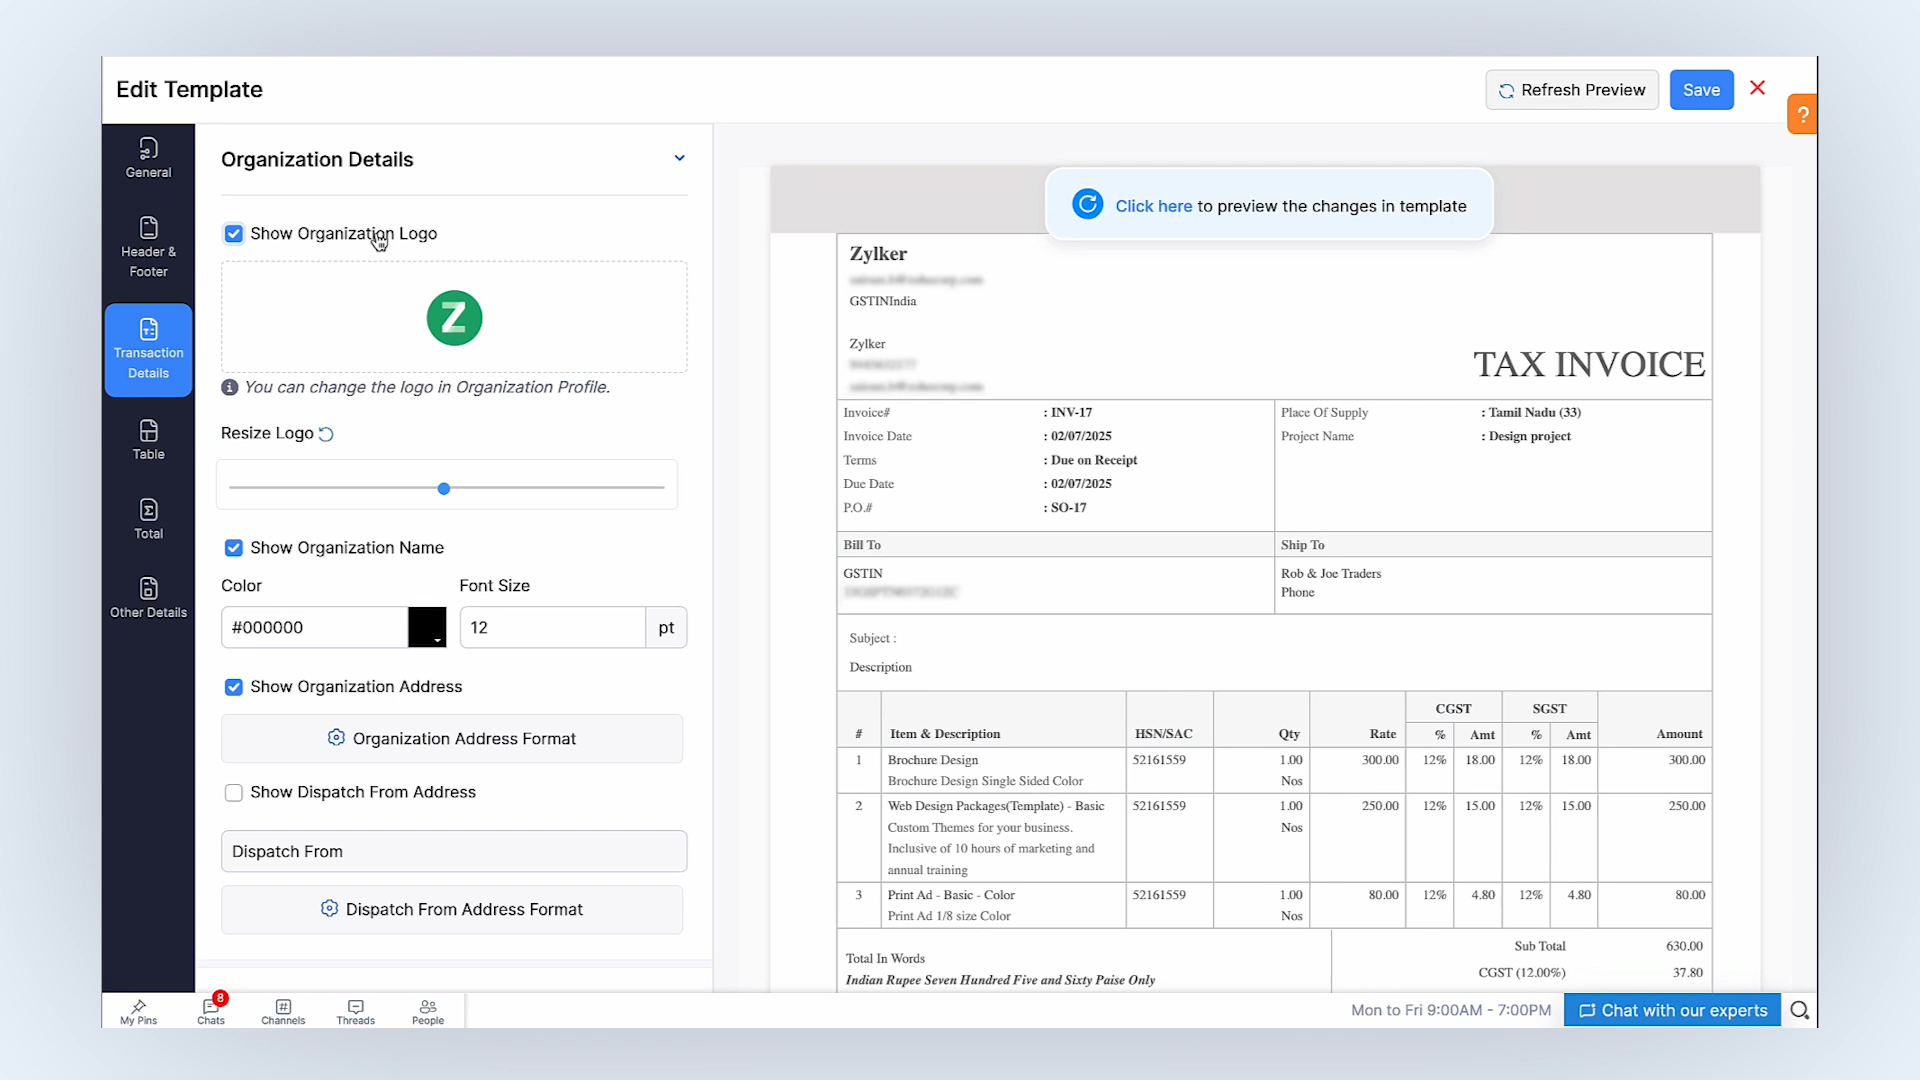 Edit Template
Refresh Preview
Save
?
General
Header &
Footer
Transaction
Details
Table
Total
Other Details
Organization Details
Show Organization Logo
Z
You can change the logo in Organization Profile.
Resize Logo
Show Organization Name
Color
Font Size
#000000
12
pt
Show Organization Address
Organization Address Format
Show Dispatch From Address
Dispatch From
Dispatch From Address Format
Click here to preview the changes in template
Zylker
GSTINIndia
Zylker
TAX INVOICE
Invoice# : INV-17
Invoice Date : 02/07/2025
Terms : Due on Receipt
Due Date : 02/07/2025
P.O.# : SO-17
Place Of Supply : Tamil Nadu (33)
Project Name : Design project
Bill To
Ship To
GSTIN
Rob & Joe Traders
Phone
Subject :
Description
CGST SGST
# Item & Description HSN/SAC Qty Rate % Amt % Amt Amount
1 Brochure Design 52161559 1.00 300.00 12% 18.00 12% 18.00 300.00
Brochure Design Single Sided Color Nos
2 Web Design Packages(Template) - Basic 52161559 1.00 250.00 12% 15.00 12% 15.00 250.00
Custom Themes for your business. Nos
Inclusive of 10 hours of marketing and
annual training
3 Print Ad - Basic - Color 52161559 1.00 80.00 12% 4.80 12% 4.80 80.00
Print Ad 1/8 size Color Nos
Sub Total 630.00
Total In Words
CGST (12.00%) 37.80
Indian Rupee Seven Hundred Five and Sixty Paise Only
My Pins
8
Chats
Channels
Threads
People
Mon to Fri 9:00AM - 7:00PM
Chat with our experts